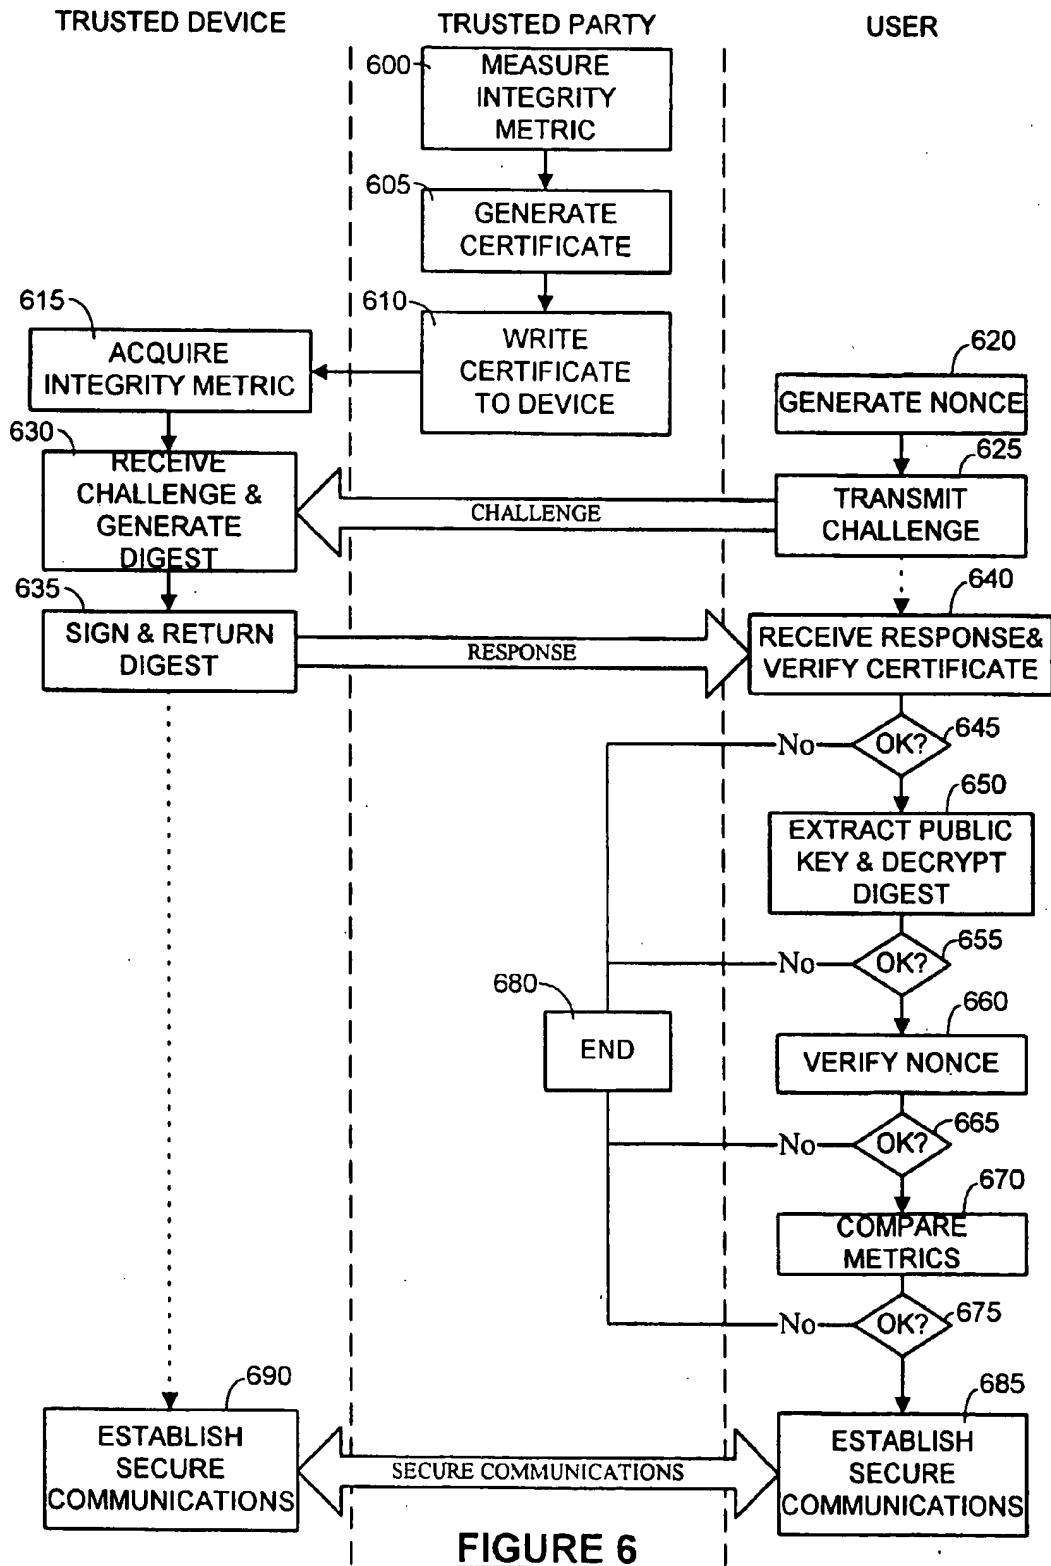 TRUSTED DEVICE
TRUSTED PARTY
USER
600
MEASURE
INTEGRITY
METRIC
605
GENERATE
CERTIFICATE
610
WRITE
CERTIFICATE
TO DEVICE
615
ACQUIRE
INTEGRITY METRIC
620
GENERATE NONCE
625
TRANSMIT
CHALLENGE
CHALLENGE
630
RECEIVE
CHALLENGE &
GENERATE
DIGEST
635
SIGN & RETURN
DIGEST
RESPONSE
640
RECEIVE RESPONSE&
VERIFY CERTIFICATE
645
OK?
No
650
EXTRACT PUBLIC
KEY & DECRYPT
DIGEST
655
OK?
No
680
END
660
VERIFY NONCE
665
OK?
No
670
COMPARE
METRICS
675
OK?
No
690
ESTABLISH
SECURE
COMMUNICATIONS
SECURE COMMUNICATIONS
685
ESTABLISH
SECURE
COMMUNICATIONS
FIGURE 6